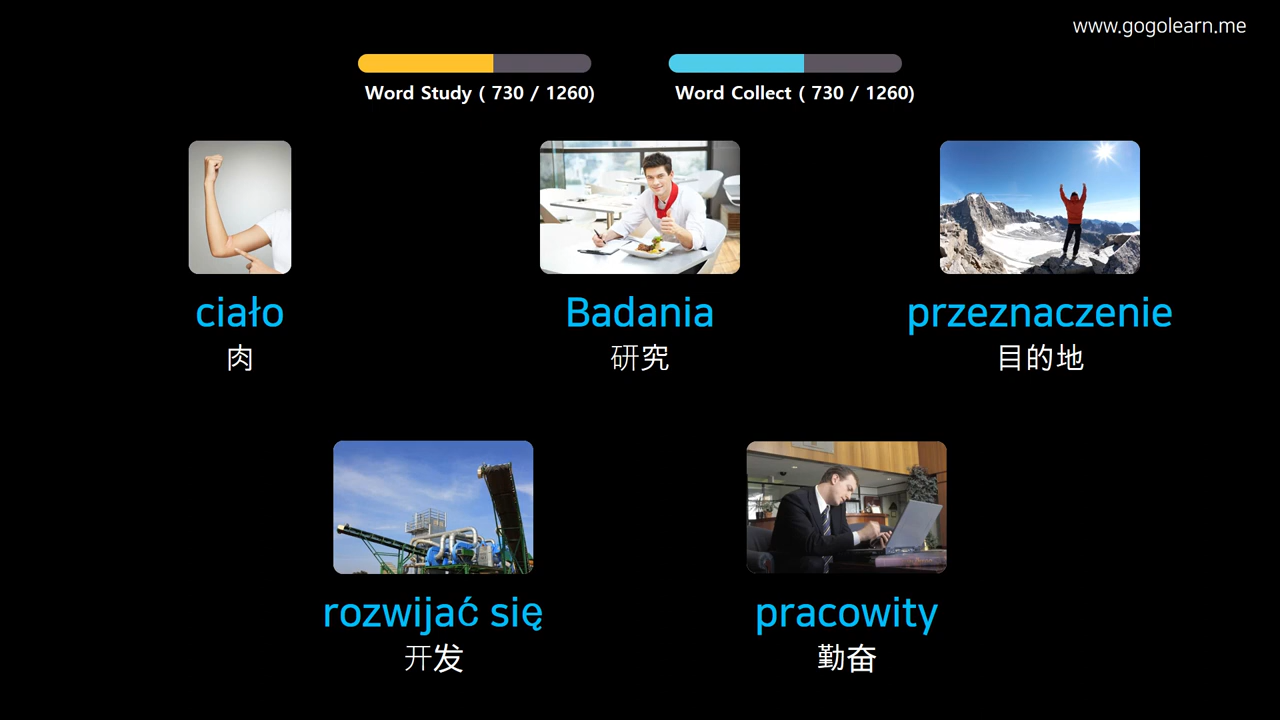 www.gogolearn.me
Word Study ( 730 / 1260)
Word Collect ( 730 / 1260)
ciało
肉
Badania
研究
przeznaczenie
目的地
rozwijać się
开发
pracowity
勤奋